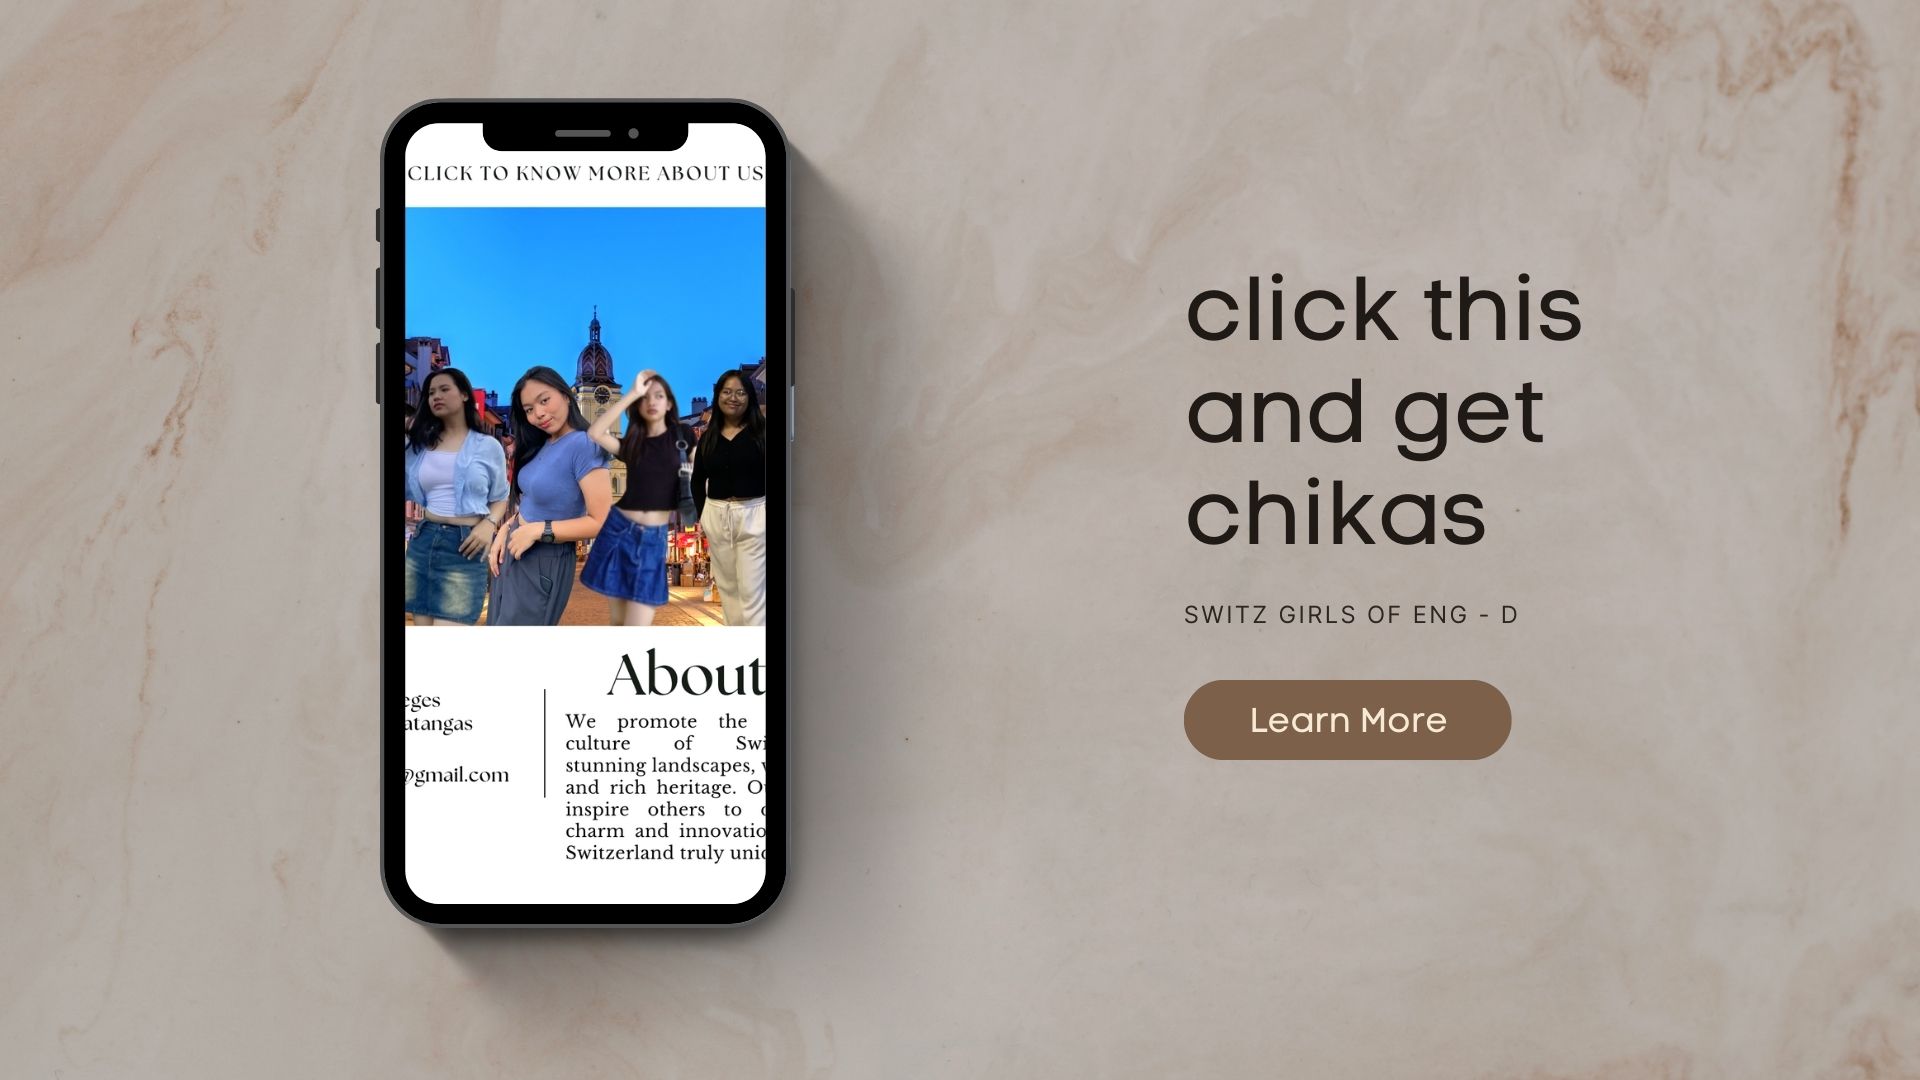 CLICK TO KNOW MORE ABOUT US
About
eges
atangas
@gmail.com
We promote the
culture of Swi
stunning landscapes,
and rich heritage. O
inspire others to
charm and innovatio
Switzerland truly uni
click this
and get
chikas
SWITZ GIRLS OF ENG - D
Learn More